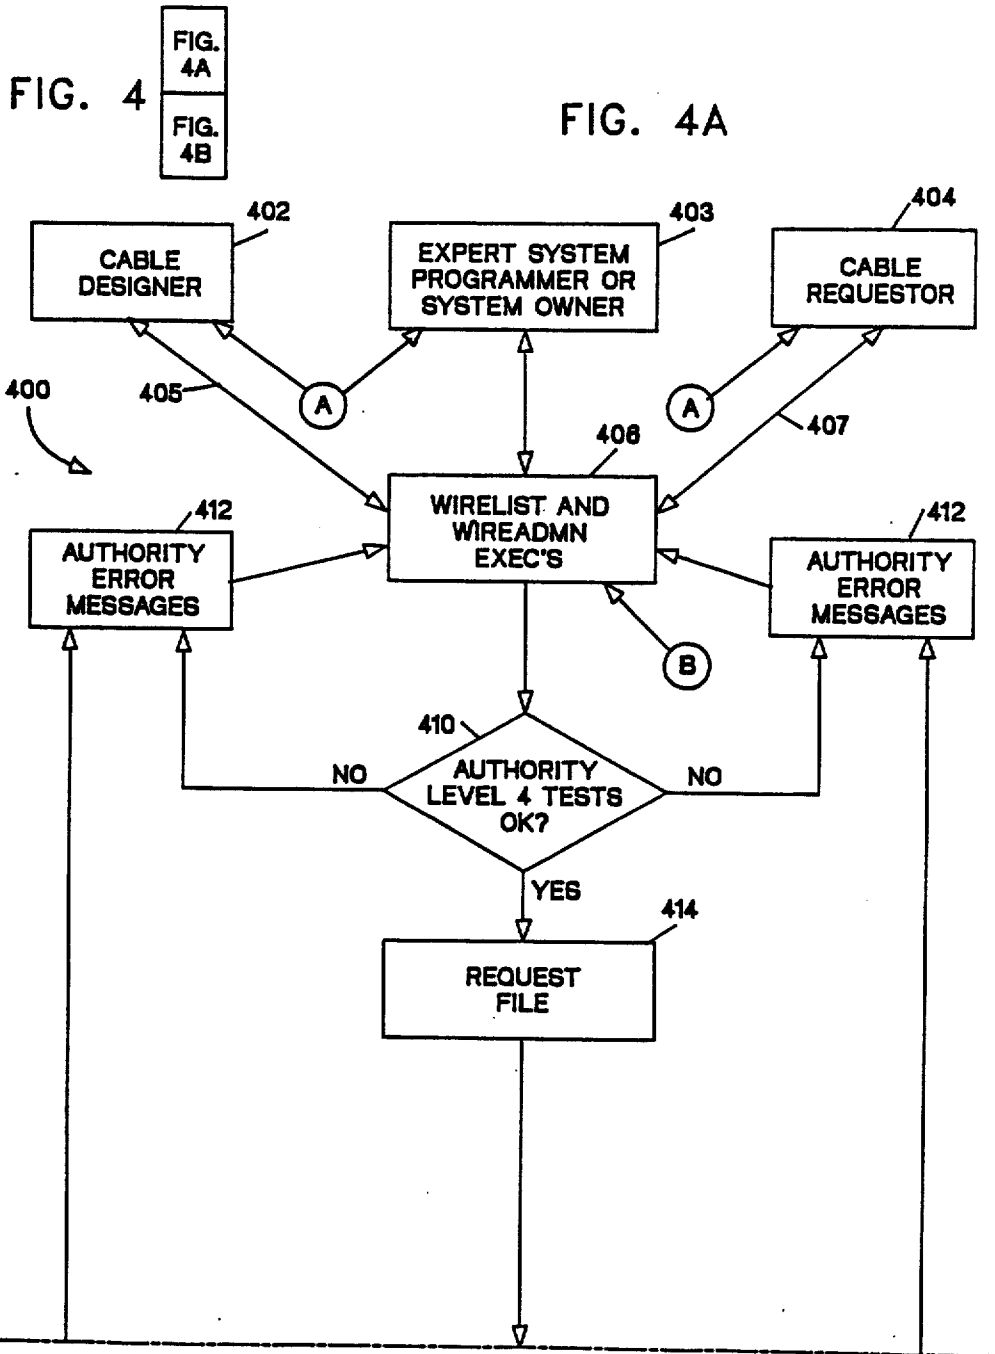 FIG. 4
FIG.
4A
FIG.
4B
FIG. 4A
402
CABLE
DESIGNER
403
EXPERT SYSTEM
PROGRAMMER OR
SYSTEM OWNER
404
CABLE
REQUESTOR
400
405
A
A
407
406
WIRELIST AND
WIREADMN
EXEC'S
412
AUTHORITY
ERROR
MESSAGES
412
AUTHORITY
ERROR
MESSAGES
B
410
AUTHORITY
LEVEL 4 TESTS
OK?
NO
NO
YES
414
REQUEST
FILE